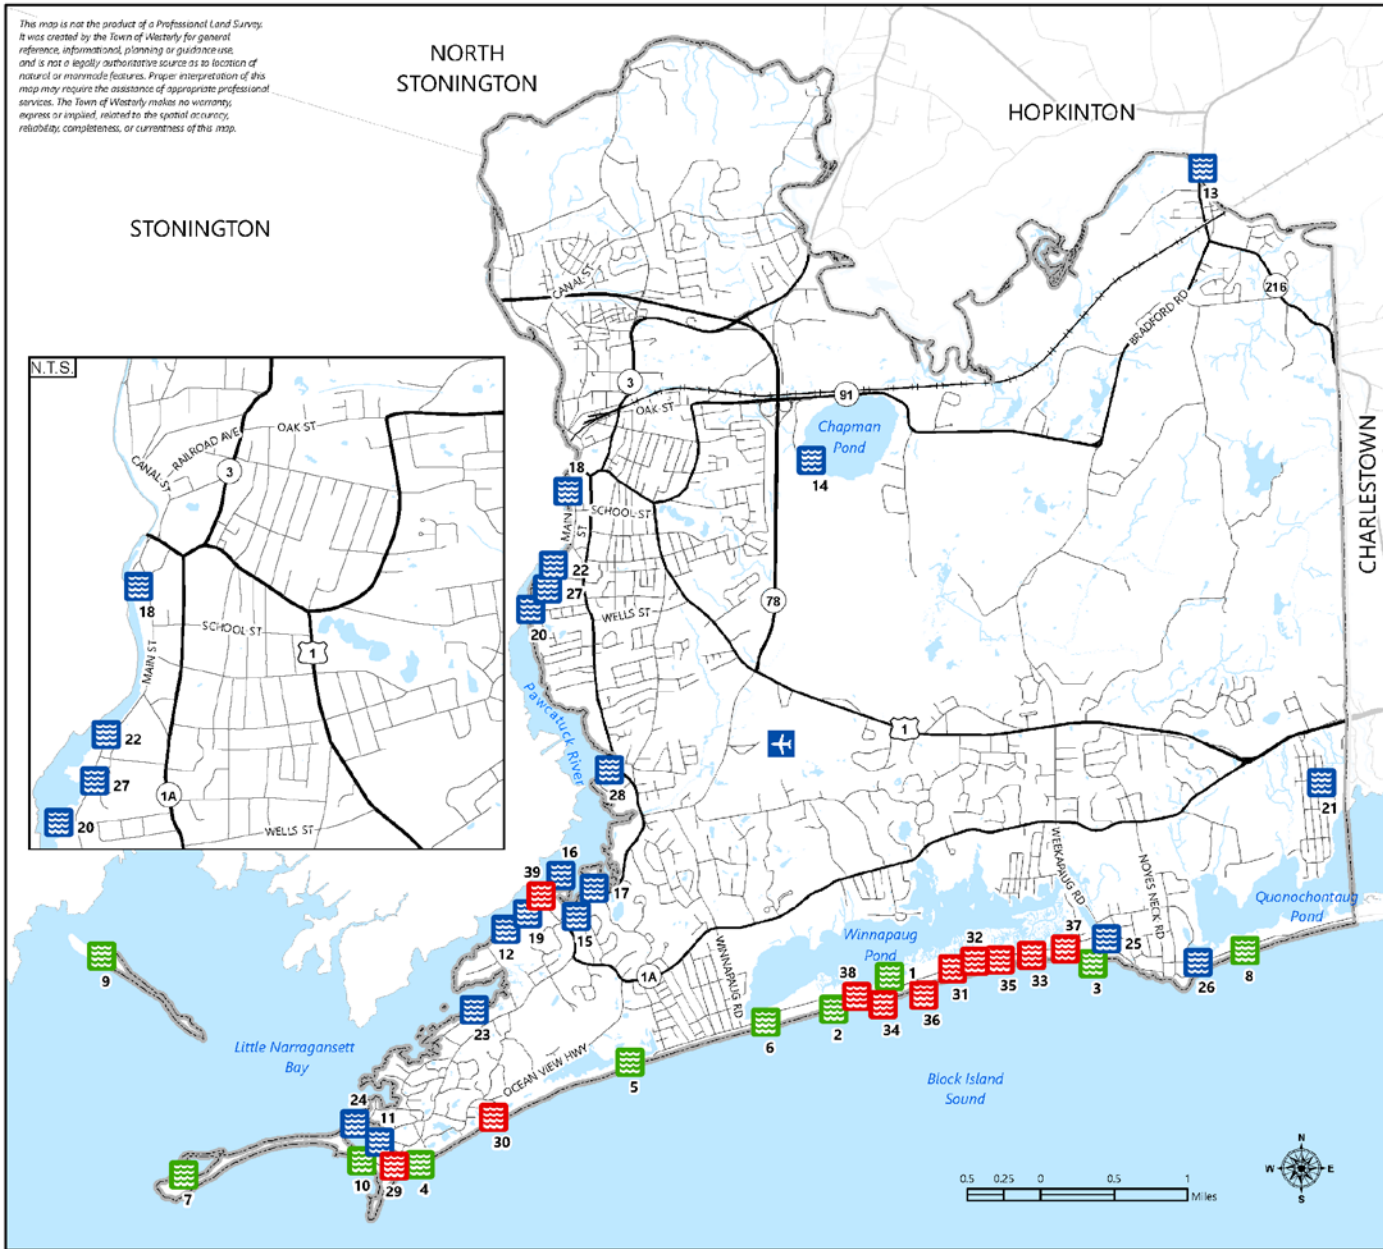 This map is not the product of a Professional Land Survey.
It was created by the Town of Westerly for general
reference, informational, planning or guidance use,
and is not a legally authoritative source as to location of
natural or manmade features. Proper interpretation of this
map may require the assistance of appropriate professional
services. The Town of Westerly makes no warranty,
express or implied, related to the spatial accuracy,
reliability, completeness, or currentness of this map.
NORTH
STONINGTON
HOPKINTON
STONINGTON
CHARLESTOWN
13
216
BRADFORD RD
CANAL ST
3
OAK ST
91
Chapman
Pond
14
18
SCHOOL ST
MAIN
ST
22
27
20
WELLS ST
78
Pawcatuck River
28
1
21
N.T.S.
OAK ST
RAILROAD AVE
CANAL ST
3
18
SCHOOL ST
MAIN ST
1
22
27
20
1A
WELLS ST
16
39
17
19
15
12
WEEKAPAUG RD
NOYES NECK RD
Quonochontaug
Pond
Winnapaug
Pond
WINNAPAUG RD
1A
37
25
32
38
1
31
35
33
3
26
8
36
34
2
6
9
23
Little Narragansett
Bay
OCEAN VIEW HWY
5
Block Island
Sound
24
11
30
10
29
4
7
N
W
E
S
0.5
0.25
0
0.5
1
Miles